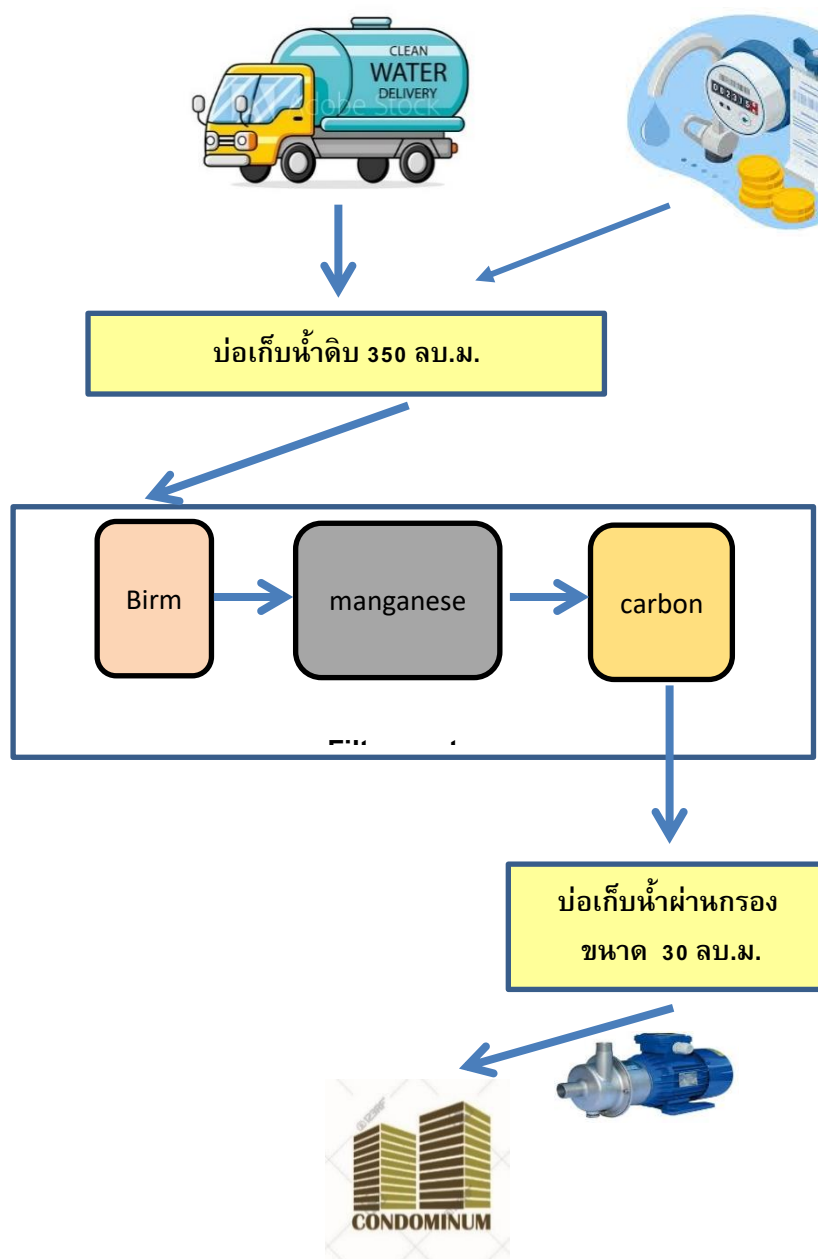 CLEAN
WATER
DELIVERY
Adobe Stock
บ่อเก็บน้ำดิบ 350 ลบ.ม.
Birm
manganese
carbon
บ่อเก็บน้ำผ่านกรอง
ขนาด 30 ลบ.ม.
CONDOMINUM